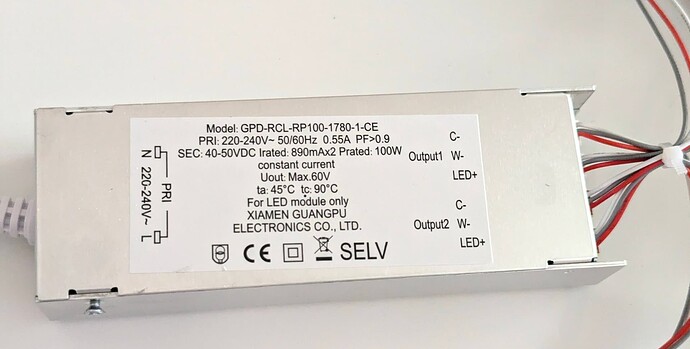 Model: GPD-RCL-RP100-1780-1-CE
PRI: 220-240V~ 50/60Hz 0.55A PF>0.9
SEC: 40-50VDC Irated: 890mAx2 Prated: 100W
constant current
Uout: Max.60V
ta: 45°C tc: 90°C
For LED module only
XIAMEN GUANGPU
ELECTRONICS CO., LTD.
CE
SELV
N 220-240V~ L
PRI
Output1
C-
W-
LED+
Output2
C-
W-
LED+